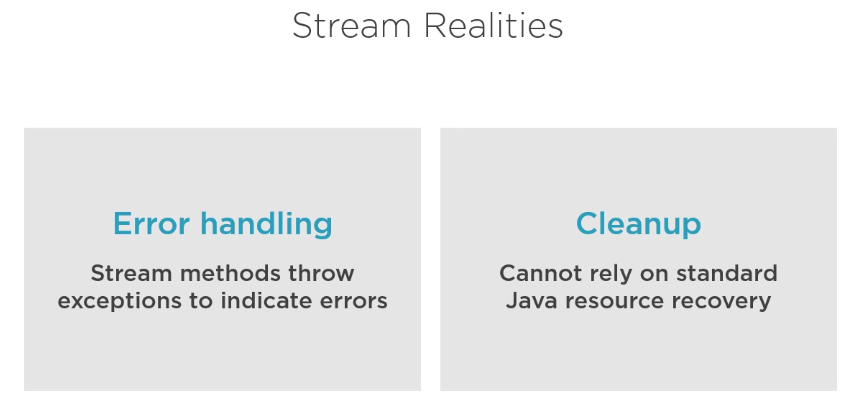 Stream Realities
Error handling
Stream methods throw
exceptions to indicate errors
Cleanup
Cannot rely on standard
Java resource recovery